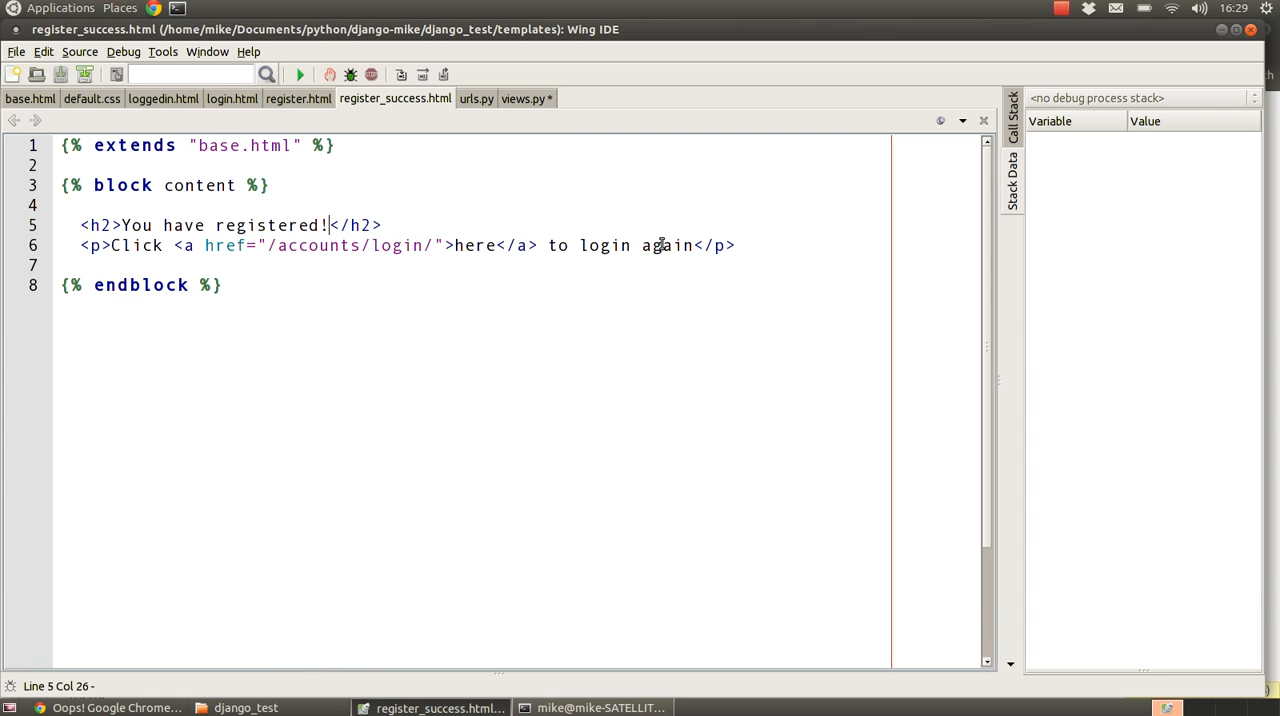 Applications Places 16:29
register_success.html (/home/mike/Documents/python/django-mike/django_test/templates): Wing IDE
File Edit Source Debug Tools Window Help
base.html default.css loggedin.html login.html register.html register_success.html urls.py views.py *
<no debug process stack>
Variable Value
Call Stack
Stack Data
1 {% extends "base.html" %}
2
3 {% block content %}
4
5 <h2>You have registered!</h2>
6 <p>Click <a href="/accounts/login/">here</a> to login again</p>
7
8 {% endblock %}
Line 5 Col 26 -
Oops! Google Chrome... django_test register_success.html... mike@mike-SATELLIT...